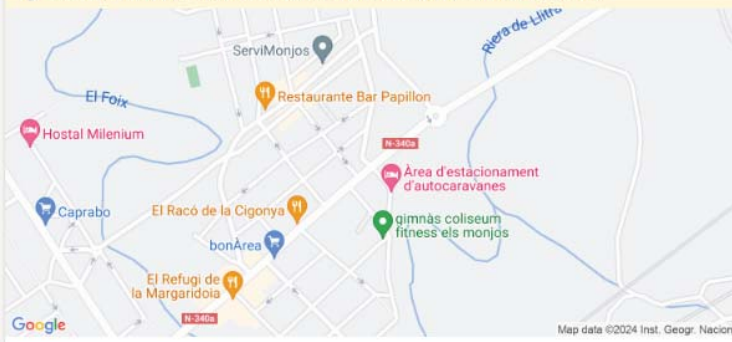 ServiMonjos
Riera de Llitrà
El Foix
Restaurante Bar Papillon
Hostal Milenium
N-340a
Àrea d'estacionament
d'autocaravanes
Caprabo
El Racó de la Cigonya
gimnàs coliseum
fitness els monjos
bonÀrea
El Refugi de
la Margaridoia
N-340a
Google
Map data ©2024 Inst. Geogr. Nacion